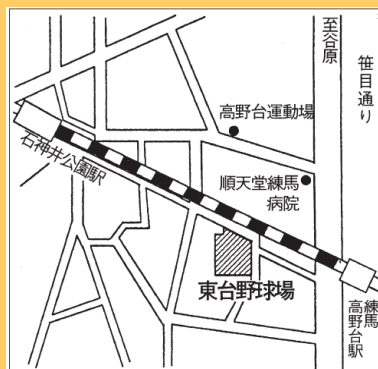 至谷原
笹目通り
高野台運動場
石神井公園駅
順天堂練馬
病院
東台野球場
練馬
高野台駅